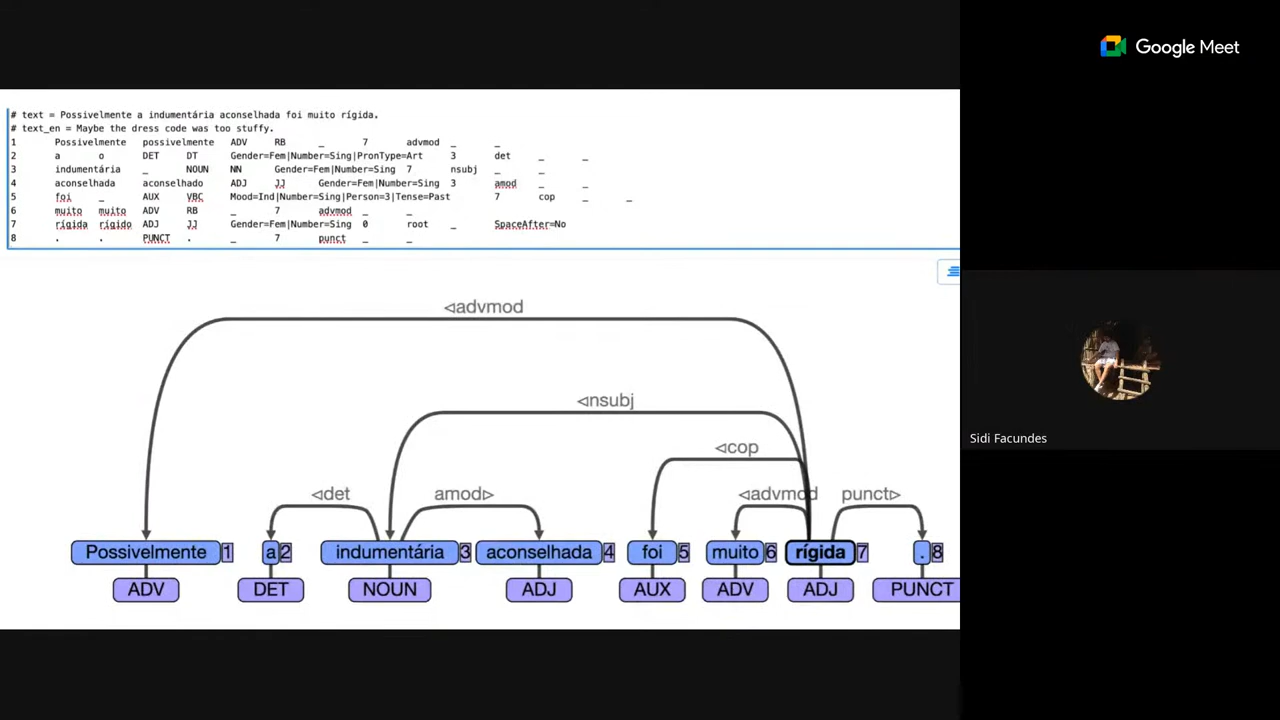 Google Meet
# text = Possivelmente a indumentária aconselhada foi muito rígida.
# text_en = Maybe the dress code was too stuffy.
1 Possivelmente possivelmente ADV RB _ 7 advmod _ _
2 a o DET DT Gender=Fem|Number=Sing|PronType=Art 3 det _ _
3 indumentária _ NOUN NN Gender=Fem|Number=Sing 7 nsubj _ _
4 aconselhada aconselhado ADJ JJ Gender=Fem|Number=Sing 3 amod _ _
5 foi _ AUX VBC Mood=Ind|Number=Sing|Person=3|Tense=Past 7 cop _ _
6 muito muito ADV RB _ 7 advmod _ _
7 rígida rígido ADJ JJ Gender=Fem|Number=Sing 0 root _ SpaceAfter=No
8 . . PUNCT . _ 7 punct _ _
◁advmod
◁nsubj
◁cop
◁det amod▷ ◁advmod punct▷
Possivelmente 1 a 2 indumentária 3 aconselhada 4 foi 5 muito 6 rígida 7 . 8
ADV DET NOUN ADJ AUX ADV ADJ PUNCT
Sidi Facundes